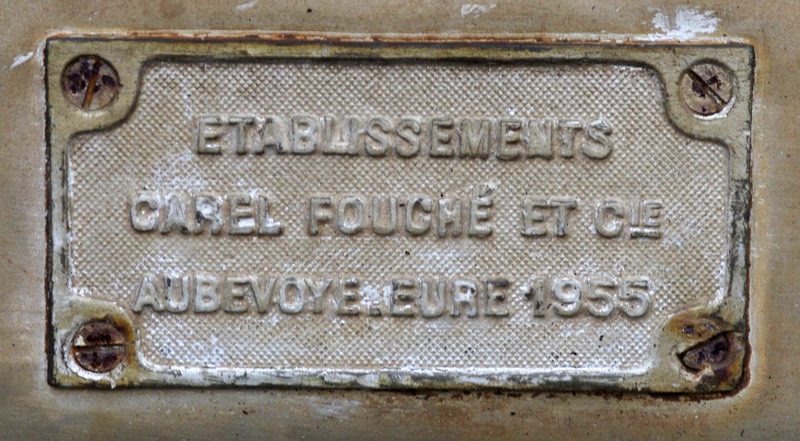 ETABLISSEMENTS
CAREL FOUCHÉ ET CIE
AUBEVOYE.EURE 1955